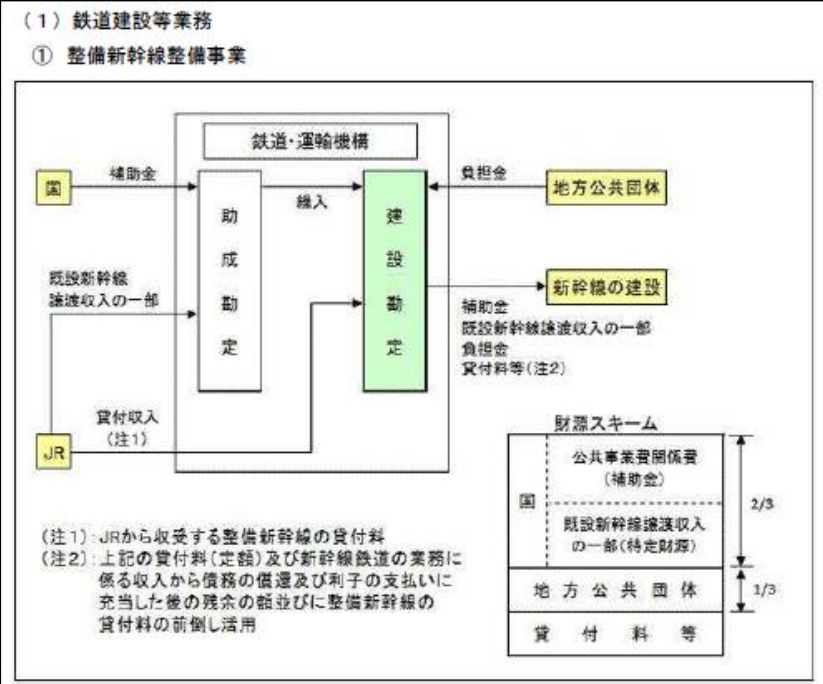 (1)鉄道建設等業務
① 整備新幹線整備事業
鉄道・運輸機構
国
補助金
助成勘定
繰入
建設勘定
負担金
地方公共団体
既設新幹線
譲渡収入の一部
新幹線の建設
補助金
既設新幹線譲渡収入の一部
負担金
貸付料等(注2)
JR
貸付収入
(注1)
財源スキーム
国
公共事業費関係費
(補助金)
既設新幹線譲渡収入
の一部(特定財源)
2/3
地方公共団体
1/3
貸付料等
(注1):JRから収受する整備新幹線の貸付料
(注2):上記の貸付料(定額)及び新幹線鉄道の業務に
係る収入から債務の償還及び利子の支払いに
充当した後の残余の額並びに整備新幹線の
貸付料の前倒し活用